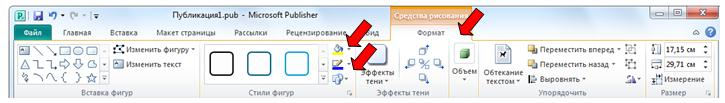 Публикация1.pub - Microsoft Publisher
Средства рисования
Файл Главная Вставка Макет страницы Рассылки Рецензирование Вид Формат
Изменить фигуру
Изменить текст
Эффекты тени
Объем
Обтекание текстом
Переместить вперед
Переместить назад
Выровнять
17,15 см
29,71 см
Измерение
Вставка фигур Стили фигур Эффекты тени Упорядочить Размер